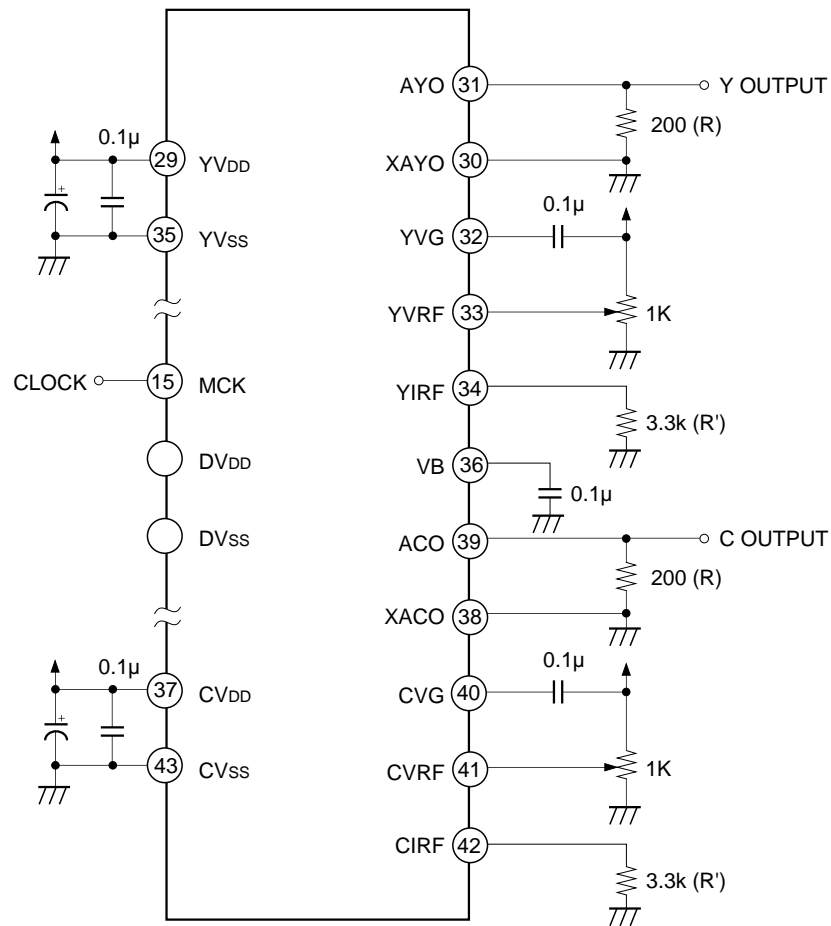 AYO 31 Y OUTPUT
200 (R)
0.1µ
29 YVDD
XAYO 30
+
0.1µ
35 YVSS
YVG 32
YVRF 33
1K
CLOCK 15 MCK
YIRF 34
3.3k (R')
DVDD
VB 36
0.1µ
DVSS
ACO 39 C OUTPUT
200 (R)
XACO 38
0.1µ
0.1µ
37 CVDD
CVG 40
+
43 CVSS
CVRF 41
1K
CIRF 42
3.3k (R')